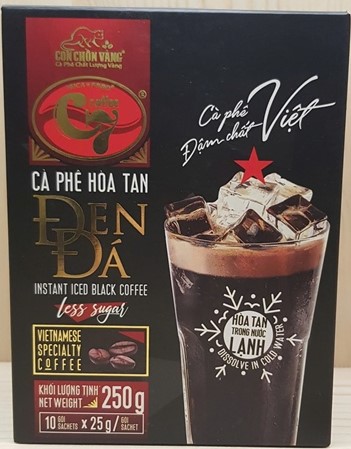 CON CHỒN VÀNG
Cà Phê Chất Lượng Vàng
®
CÀ PHÊ HÒA TAN
ĐEN
ĐÁ
INSTANT ICED BLACK COFFEE
less sugar
VIETNAMESE
SPECIALTY
COFFEE
KHỐI LƯỢNG TỊNH
NET WEIGHT
250g
10 GÓI SACHETS x 25g/ GÓI SACHET
Cà phê
Đậm chất Việt
HÒA TAN
TRONG NƯỚC
LẠNH
DISSOLVE IN COLD WATER